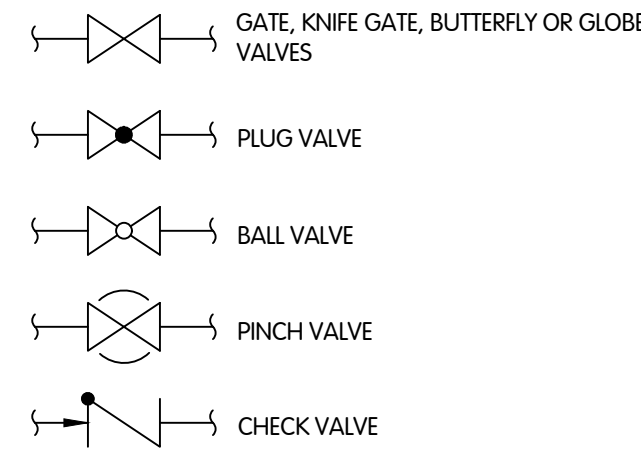 GATE, KNIFE GATE, BUTTERFLY OR GLOBE
VALVES
PLUG VALVE
BALL VALVE
PINCH VALVE
CHECK VALVE